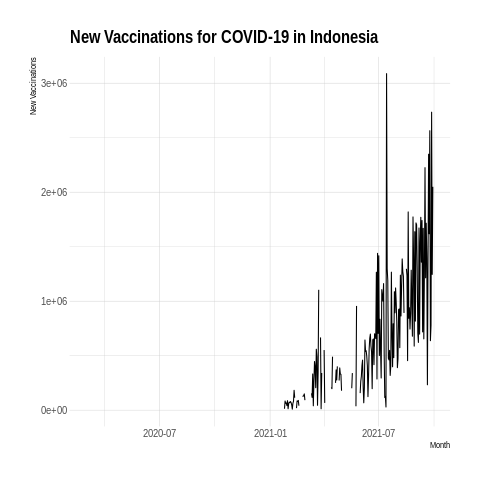 New Vaccinations for COVID-19 in Indonesia
New Vaccinations
3e+06
2e+06
1e+06
0e+00
2020-07
2021-01
2021-07
Month